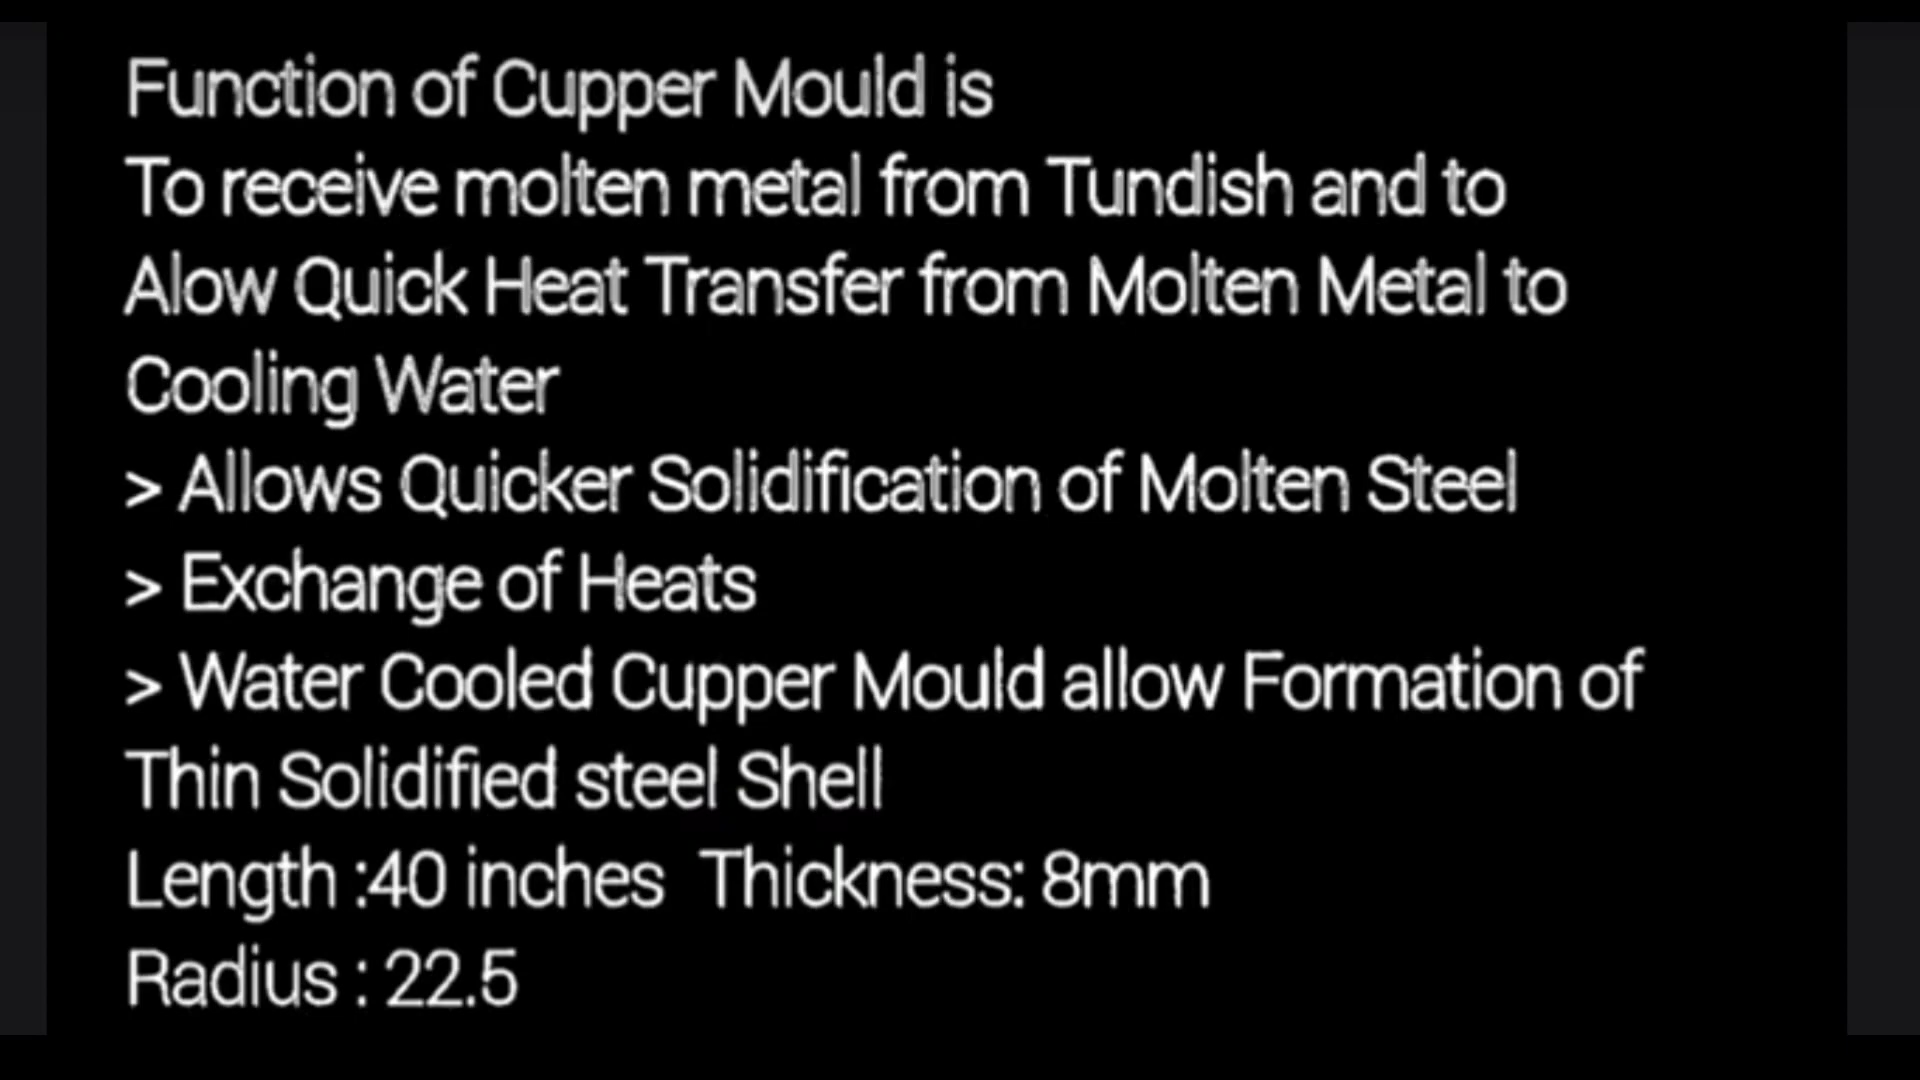 Function of Cupper Mould is
To receive molten metal from Tundish and to
Alow Quick Heat Transfer from Molten Metal to
Cooling Water
> Allows Quicker Solidification of Molten Steel
> Exchange of Heats
> Water Cooled Cupper Mould allow Formation of
Thin Solidified steel Shell
Length :40 inches  Thickness: 8mm
Radius : 22.5